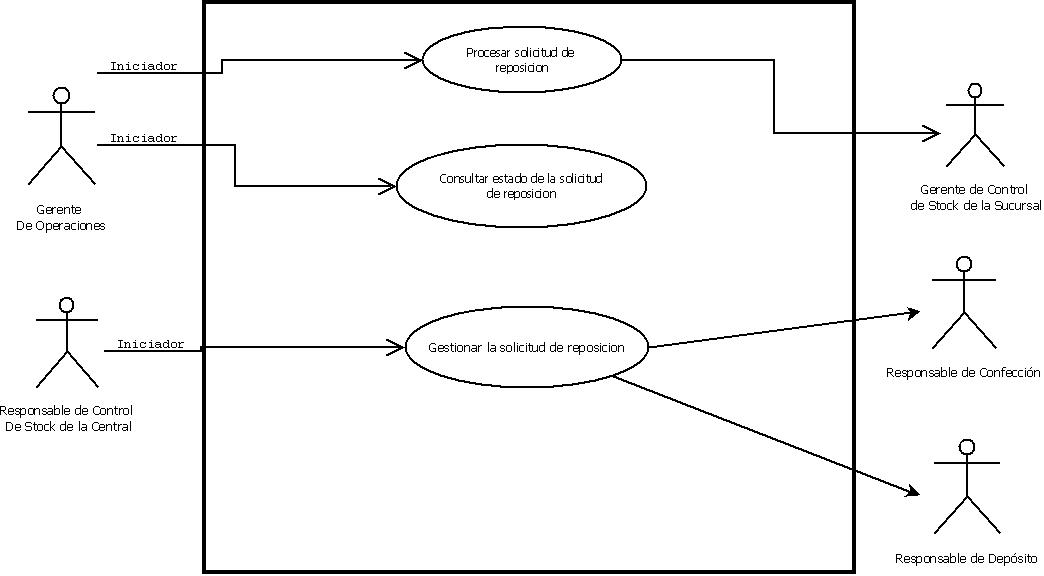 Procesar solicitud de
reposicion
Iniciador
Iniciador
Gerente
De Operaciones
Consultar estado de la solicitud
de reposicion
Gerente de Control
de Stock de la Sucursal
Iniciador
Gestionar la solicitud de reposicion
Responsable de Confección
Responsable de Control
De Stock de la Central
Responsable de Depósito